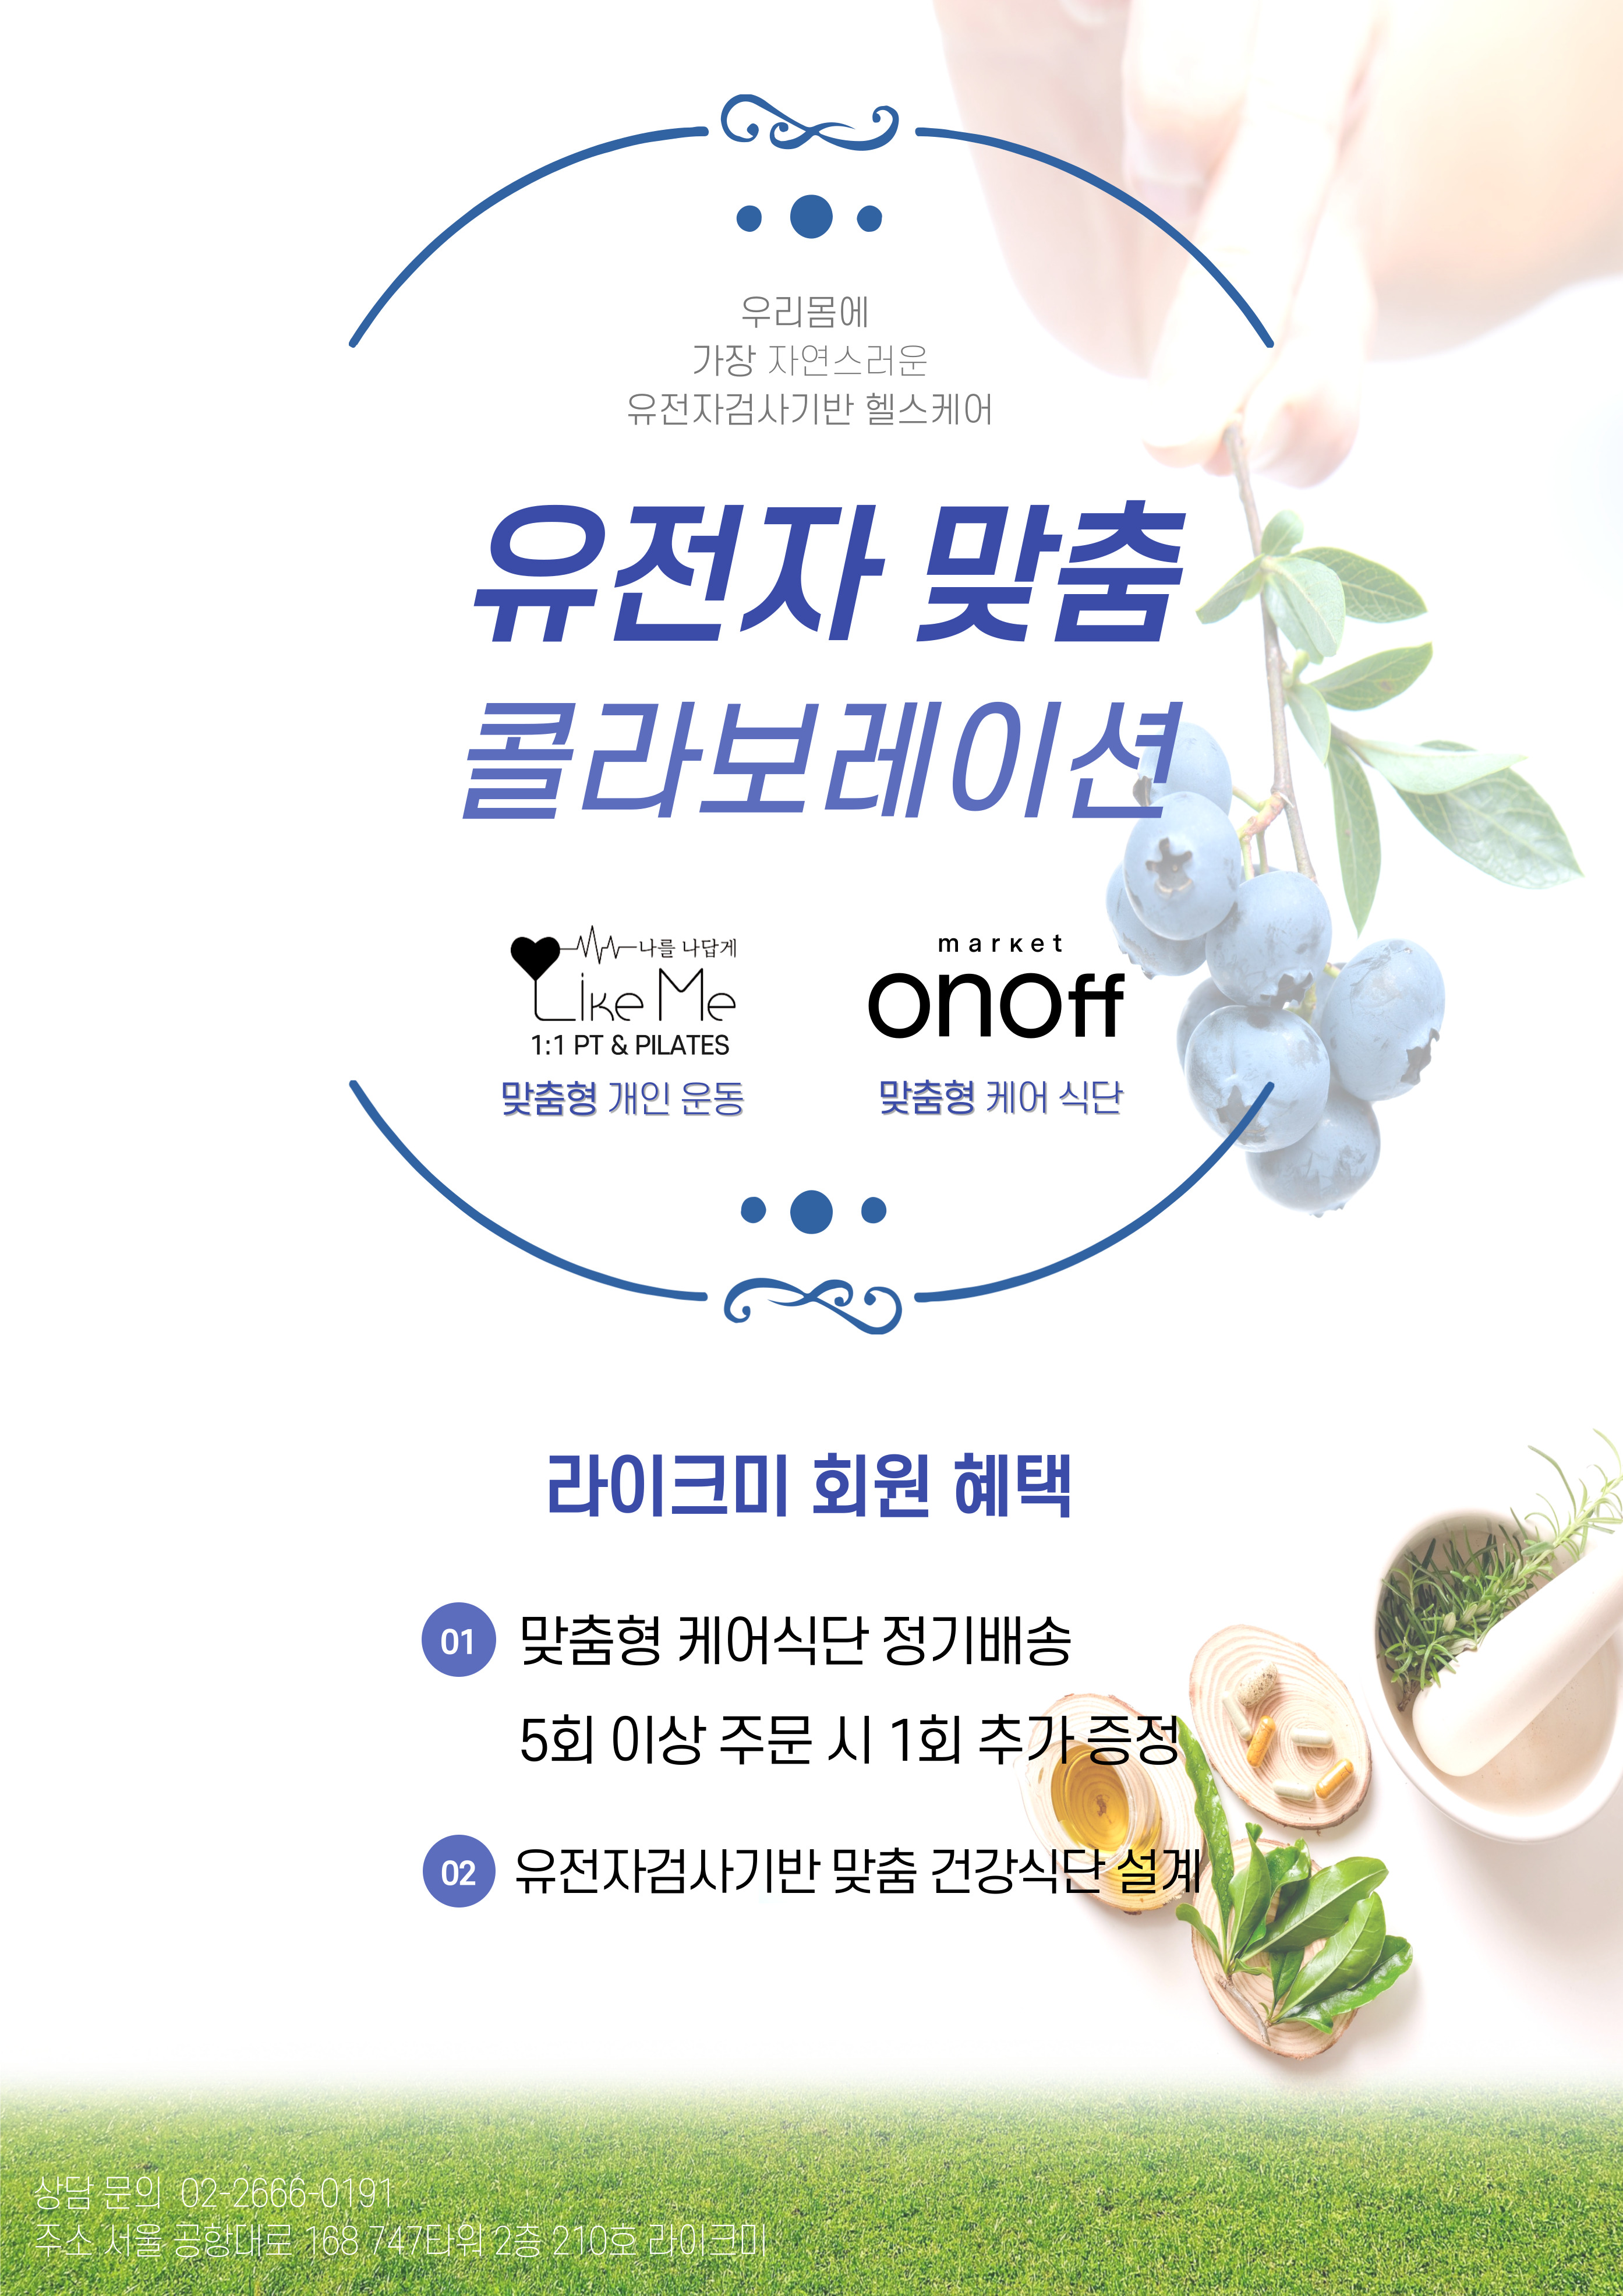 우리몸에
가장 자연스러운
유전자검사기반 헬스케어
유전자 맞춤
콜라보레이션
나를 나답게
Like Me
1:1 PT & PILATES
맞춤형 개인 운동
market
onoff
맞춤형 케어 식단
라이크미 회원 혜택
01 맞춤형 케어식단 정기배송
5회 이상 주문 시 1회 추가 증정
02 유전자검사기반 맞춤 건강식단 설계
상담 문의 02-2666-0191
주소 서울 공항대로 168 747타워 2층 210호 라이크미